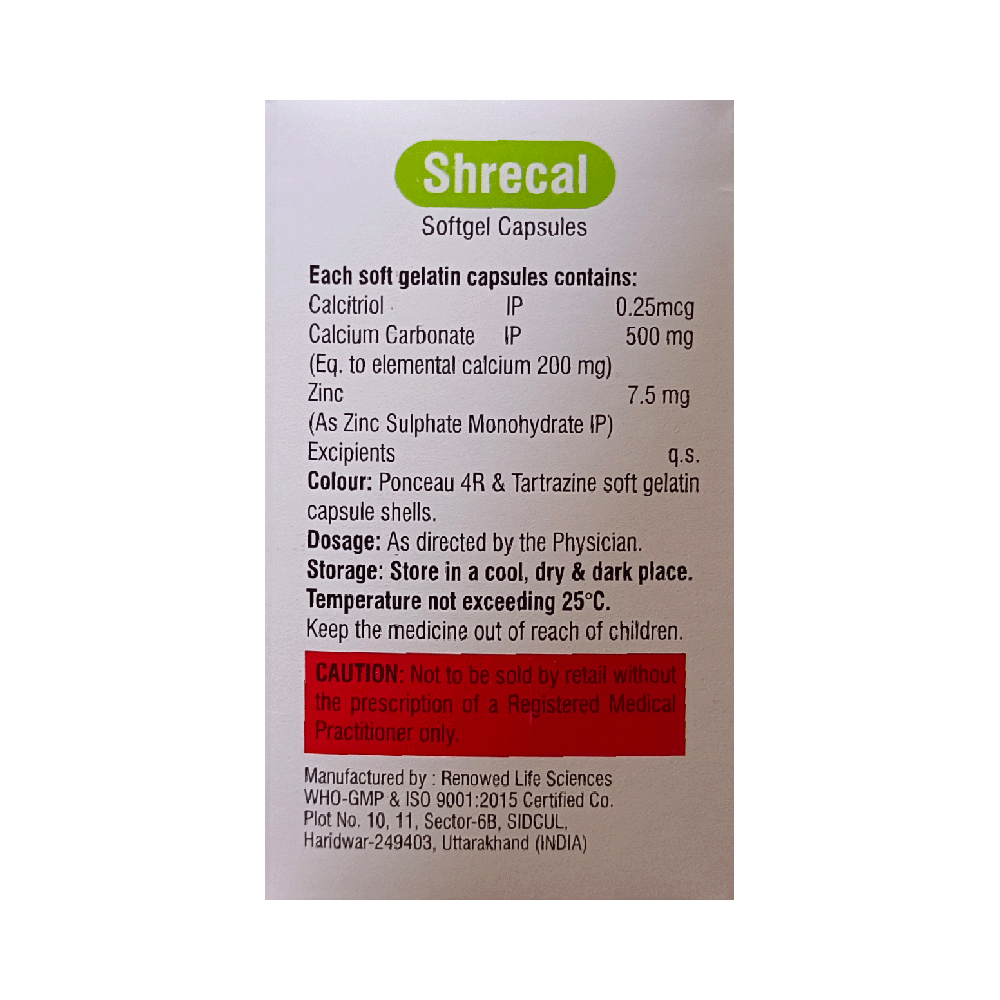 Shrecal
Softgel Capsules
Each soft gelatin capsules contains:
Calcitriol IP 0.25mcg
Calcium Carbonate IP 500 mg
(Eq. to elemental calcium 200 mg)
Zinc 7.5 mg
(As Zinc Sulphate Monohydrate IP)
Excipients q.s.
Colour: Ponceau 4R & Tartrazine soft gelatin
capsule shells.
Dosage: As directed by the Physician.
Storage: Store in a cool, dry & dark place.
Temperature not exceeding 25°C.
Keep the medicine out of reach of children.
CAUTION: Not to be sold by retail without
the prescription of a Registered Medical
Practitioner only.
Manufactured by : Renowed Life Sciences
WHO-GMP & ISO 9001:2015 Certified Co.
Plot No. 10, 11, Sector-6B, SIDCUL,
Haridwar-249403, Uttarakhand (INDIA)